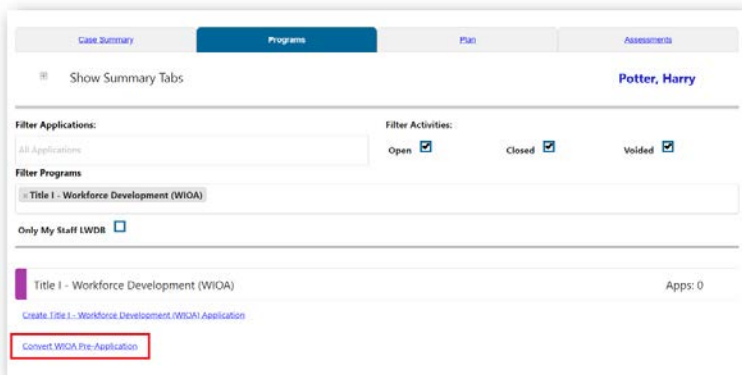 Case Summary Programs Plan Assessments
Show Summary Tabs Potter, Harry
Filter Applications: Filter Activities:
All Applications Open Closed Voided
Filter Programs
× Title I - Workforce Development (WIOA)
Only My Staff LWDB
Title I - Workforce Development (WIOA) Apps: 0
Create Title I - Workforce Development (WIOA) Application
Convert WIOA Pre-Application